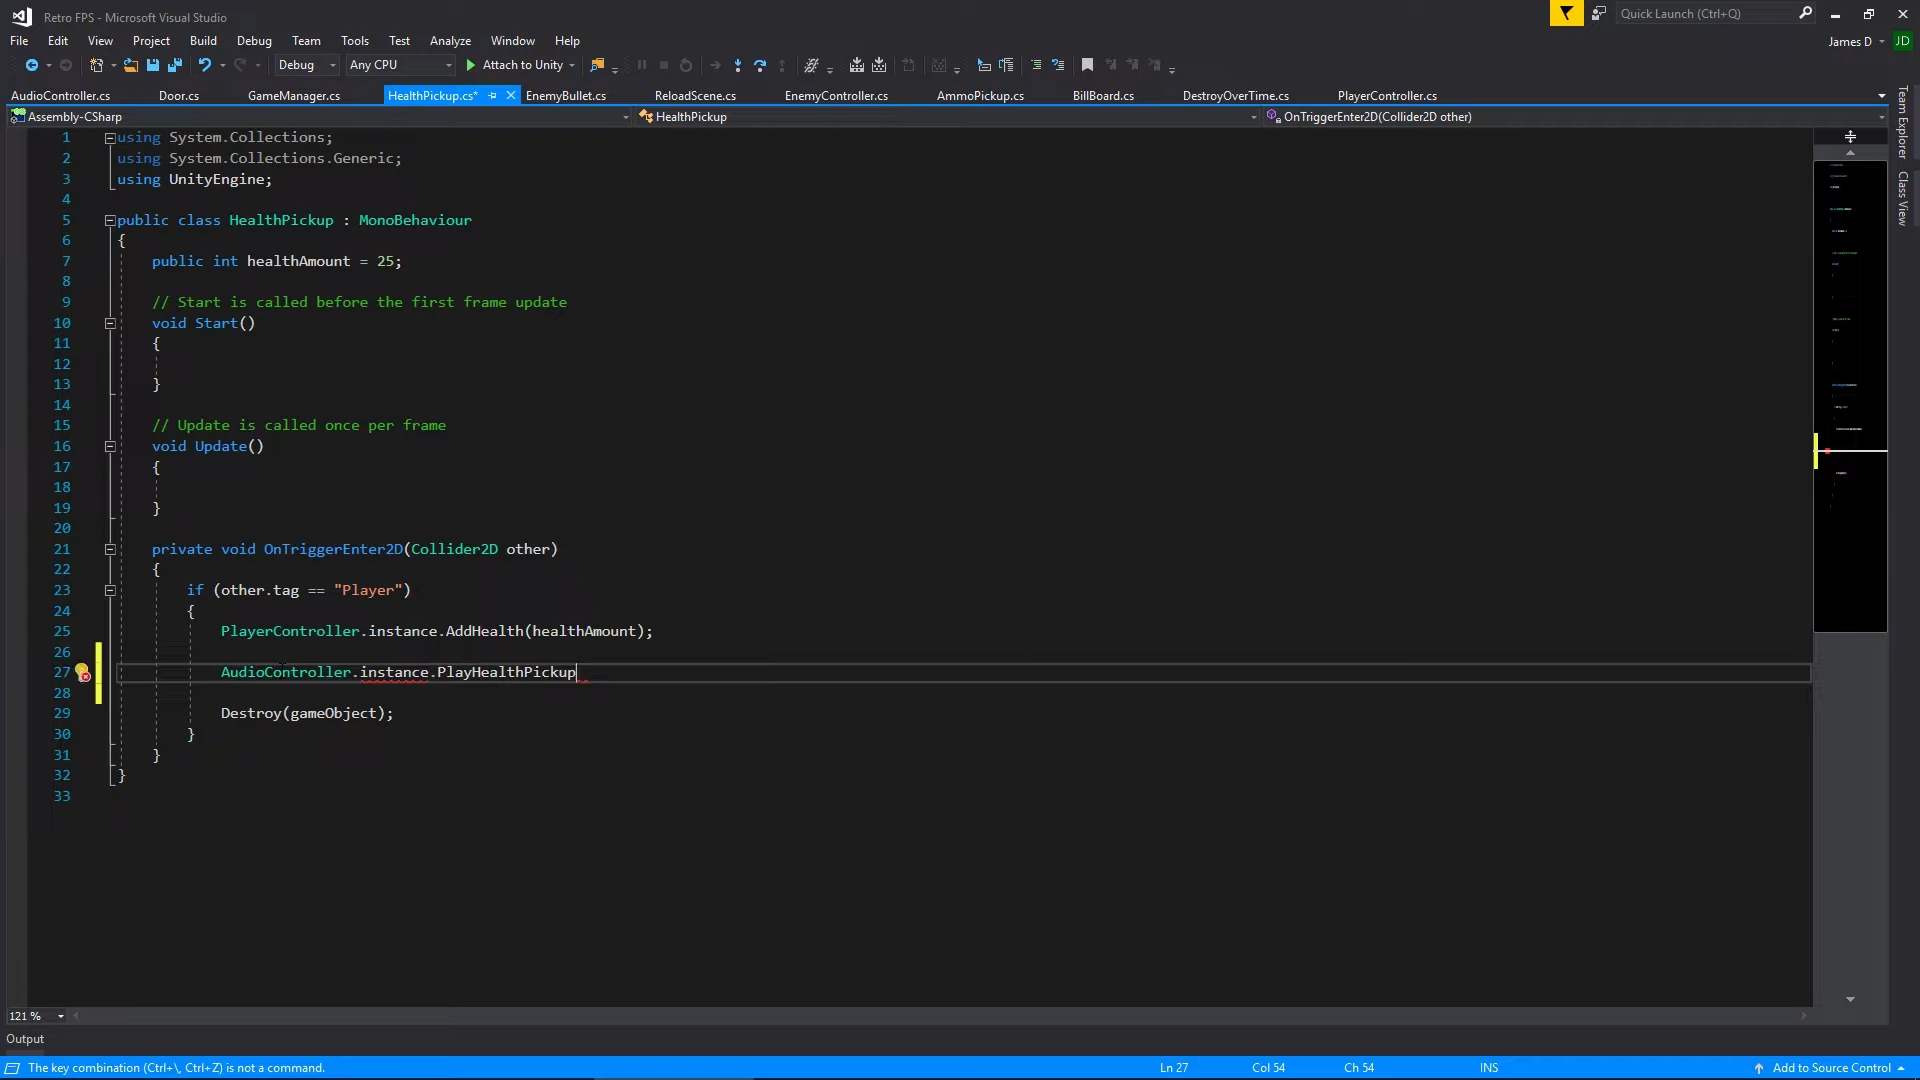 Retro FPS - Microsoft Visual Studio
Quick Launch (Ctrl+Q)
File Edit View Project Build Debug Team Tools Test Analyze Window Help
James D JD
Debug Any CPU Attach to Unity
AudioController.cs Door.cs GameManager.cs HealthPickup.cs* EnemyBullet.cs ReloadScene.cs EnemyController.cs AmmoPickup.cs BillBoard.cs DestroyOverTime.cs PlayerController.cs
Assembly-CSharp HealthPickup OnTriggerEnter2D(Collider2D other)
Team Explorer
Class View
1 using System.Collections;
2 using System.Collections.Generic;
3 using UnityEngine;
4
5 public class HealthPickup : MonoBehaviour
6 {
7 public int healthAmount = 25;
8
9 // Start is called before the first frame update
10 void Start()
11 {
12
13 }
14
15 // Update is called once per frame
16 void Update()
17 {
18
19 }
20
21 private void OnTriggerEnter2D(Collider2D other)
22 {
23 if (other.tag == "Player")
24 {
25 PlayerController.instance.AddHealth(healthAmount);
26
27 AudioController.instance.PlayHealthPickup
28
29 Destroy(gameObject);
30 }
31 }
32 }
33
121 %
Output
The key combination (Ctrl+\, Ctrl+Z) is not a command. Ln 27 Col 54 Ch 54 INS Add to Source Control